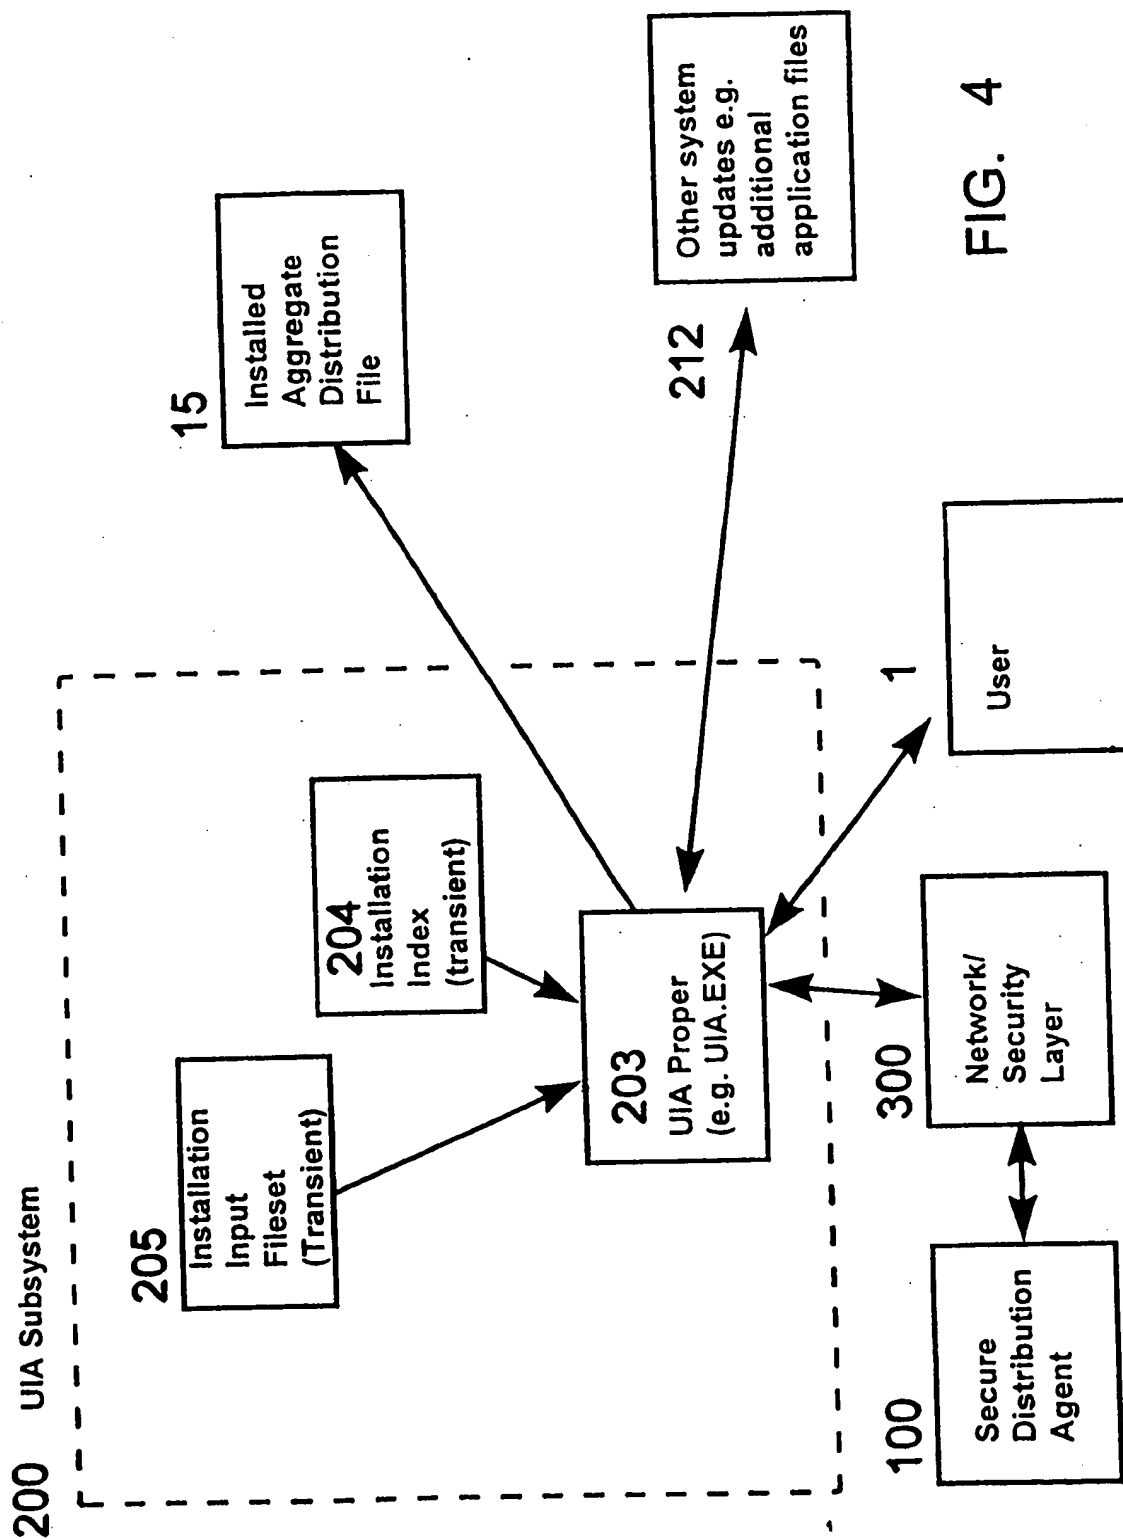 200 UIA Subsystem
205
Installation
Input
Fileset
(Transient)
204
Installation
Index
(transient)
15
Installed
Aggregate
Distribution
File
203
UIA Proper
(e.g. UIA.EXE)
212
Other system
updates e.g.
additional
application files
100
Secure
Distribution
Agent
300
Network/
Security
Layer
1
User
FIG. 4